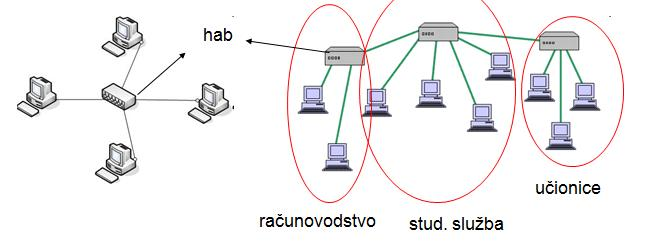 hab
računovodstvo
stud. služba
učionice